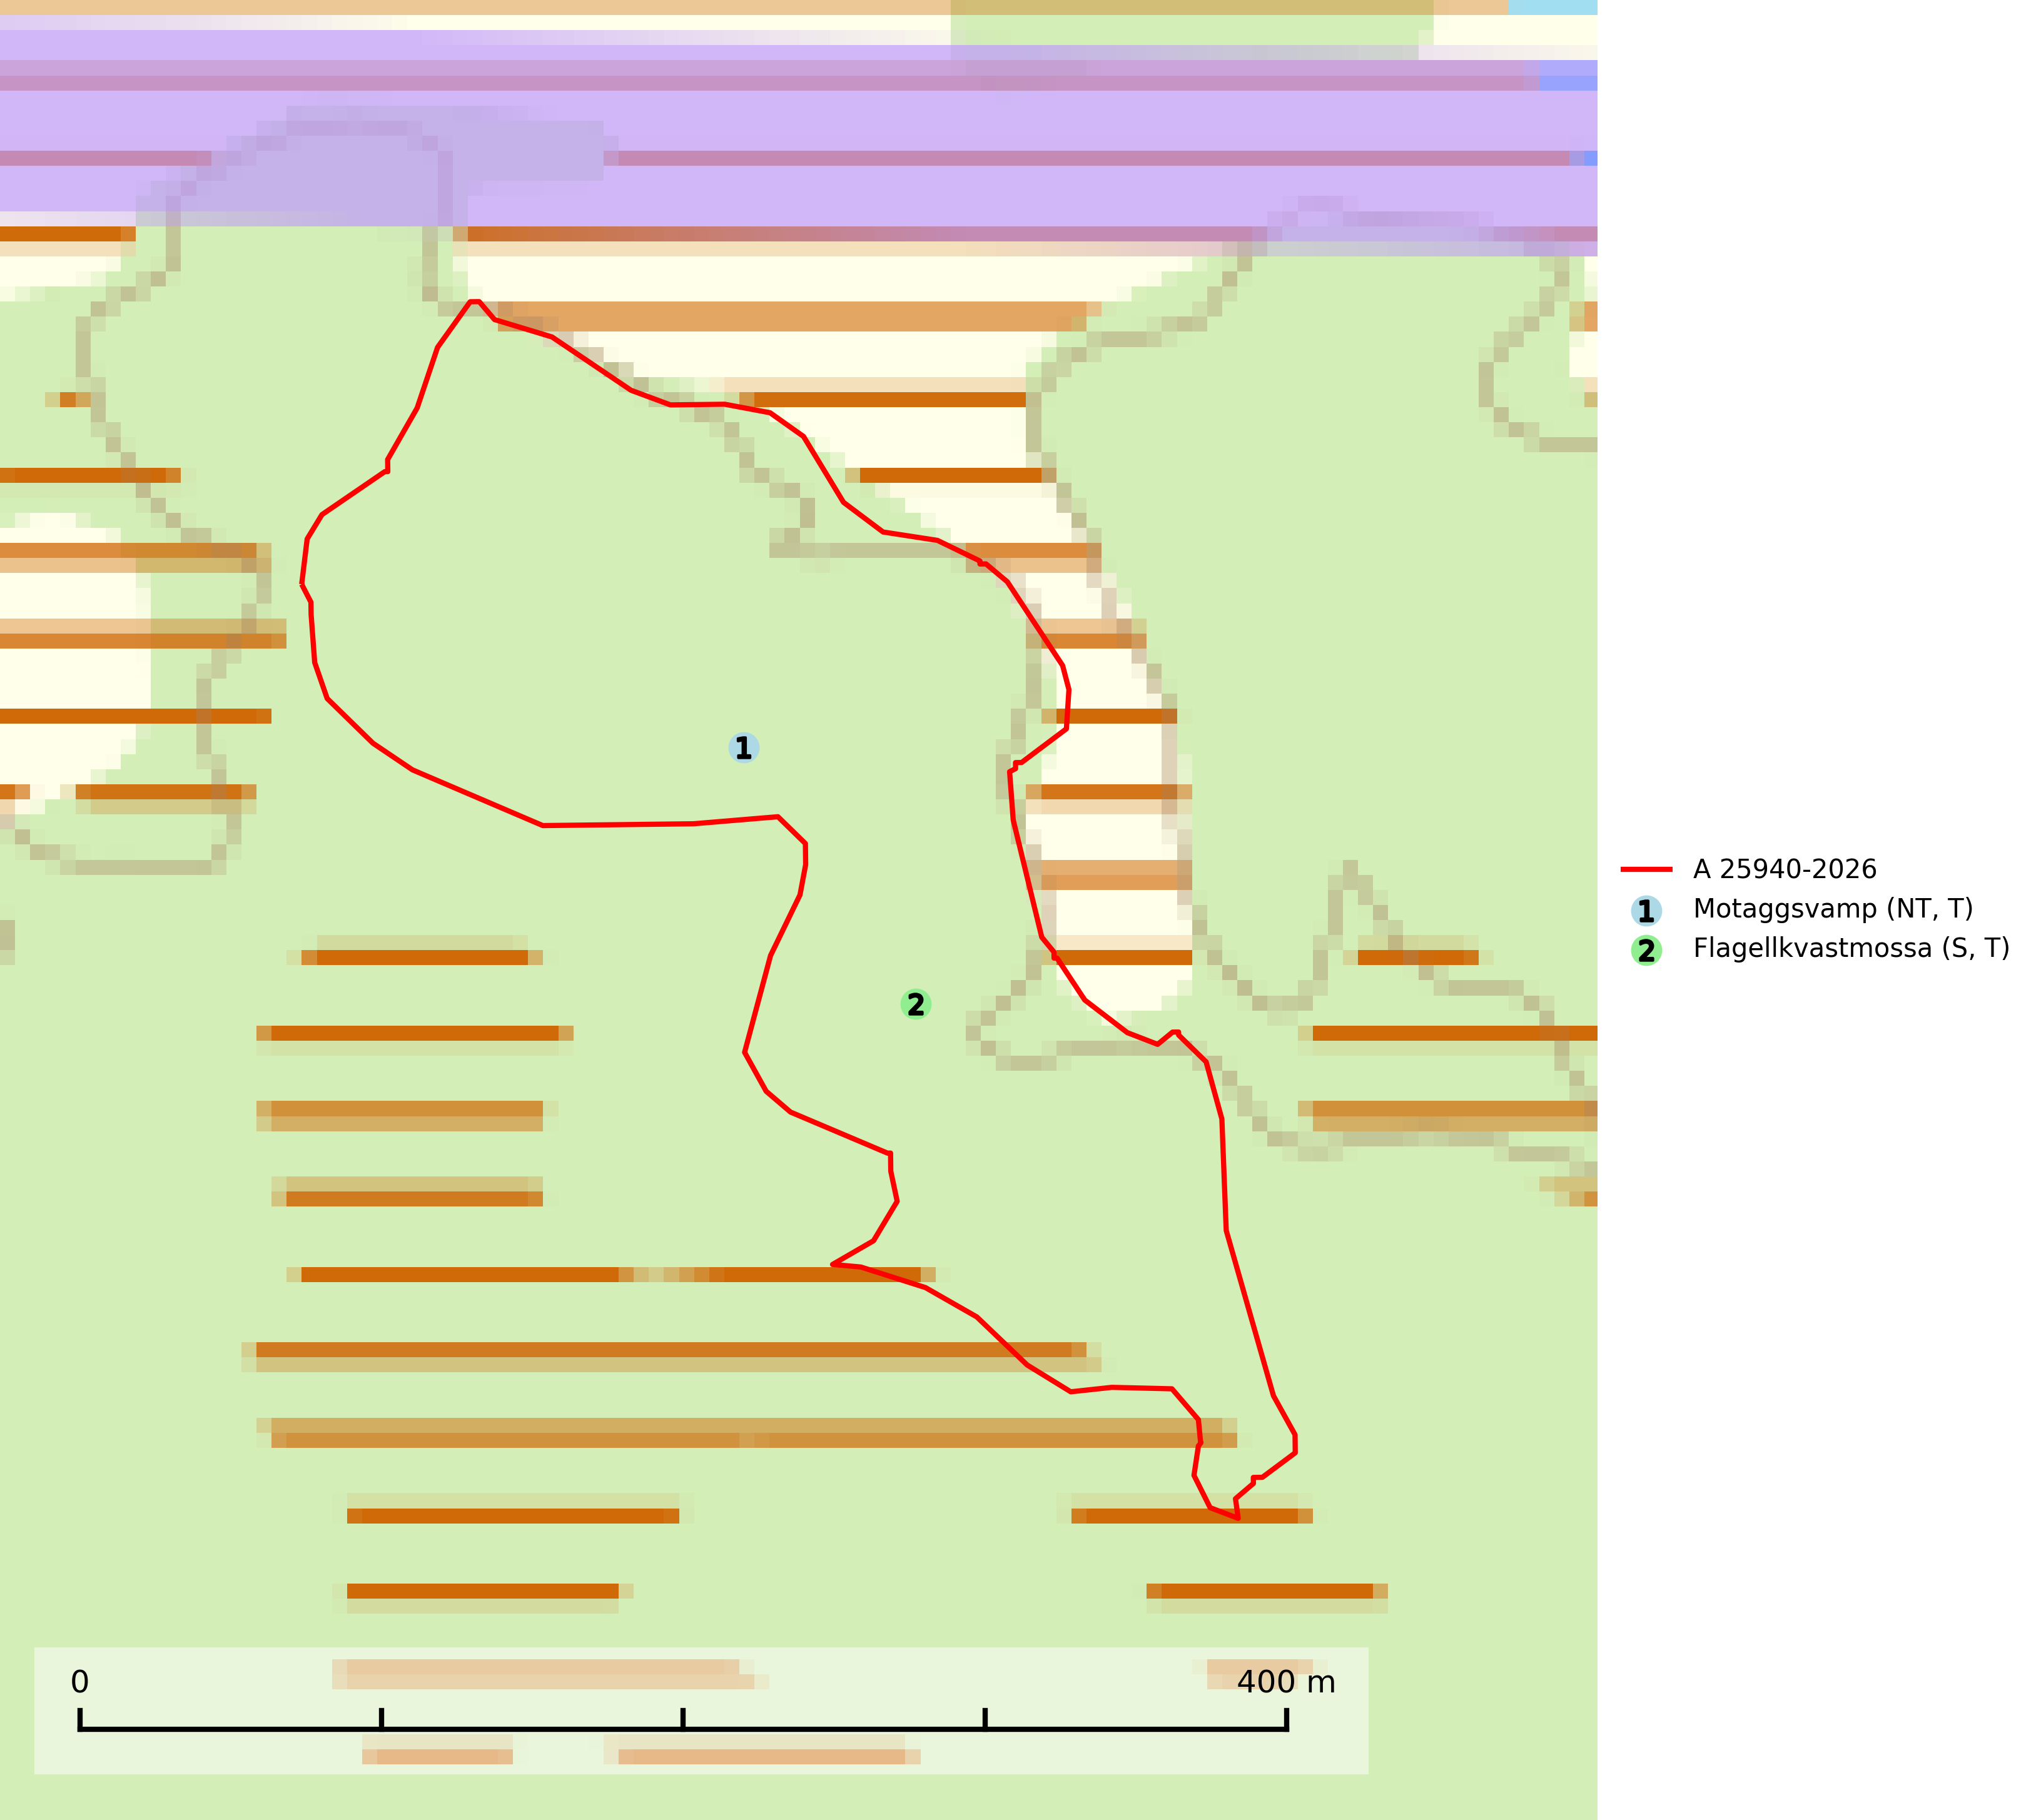 1
2
A 25940-2026
1 Motaggsvamp (NT, T)
2 Flagellkvastmossa (S, T)
0 400 m